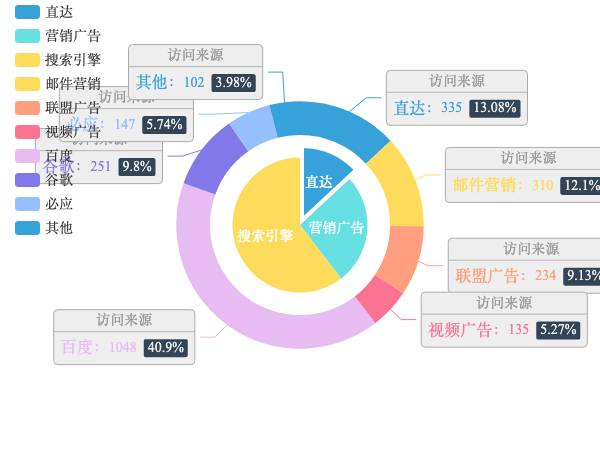 直达
营销广告
搜索引擎
邮件营销
联盟广告
视频广告
百度
谷歌
必应
其他
访问来源
其他： 102 3.98%
访问来源
必应： 147 5.74%
访问来源
谷歌： 251 9.8%
访问来源
百度： 1048 40.9%
访问来源
直达： 335 13.08%
访问来源
邮件营销： 310 12.1%
访问来源
联盟广告： 234 9.13%
访问来源
视频广告： 135 5.27%
直达
营销广告
搜索引擎